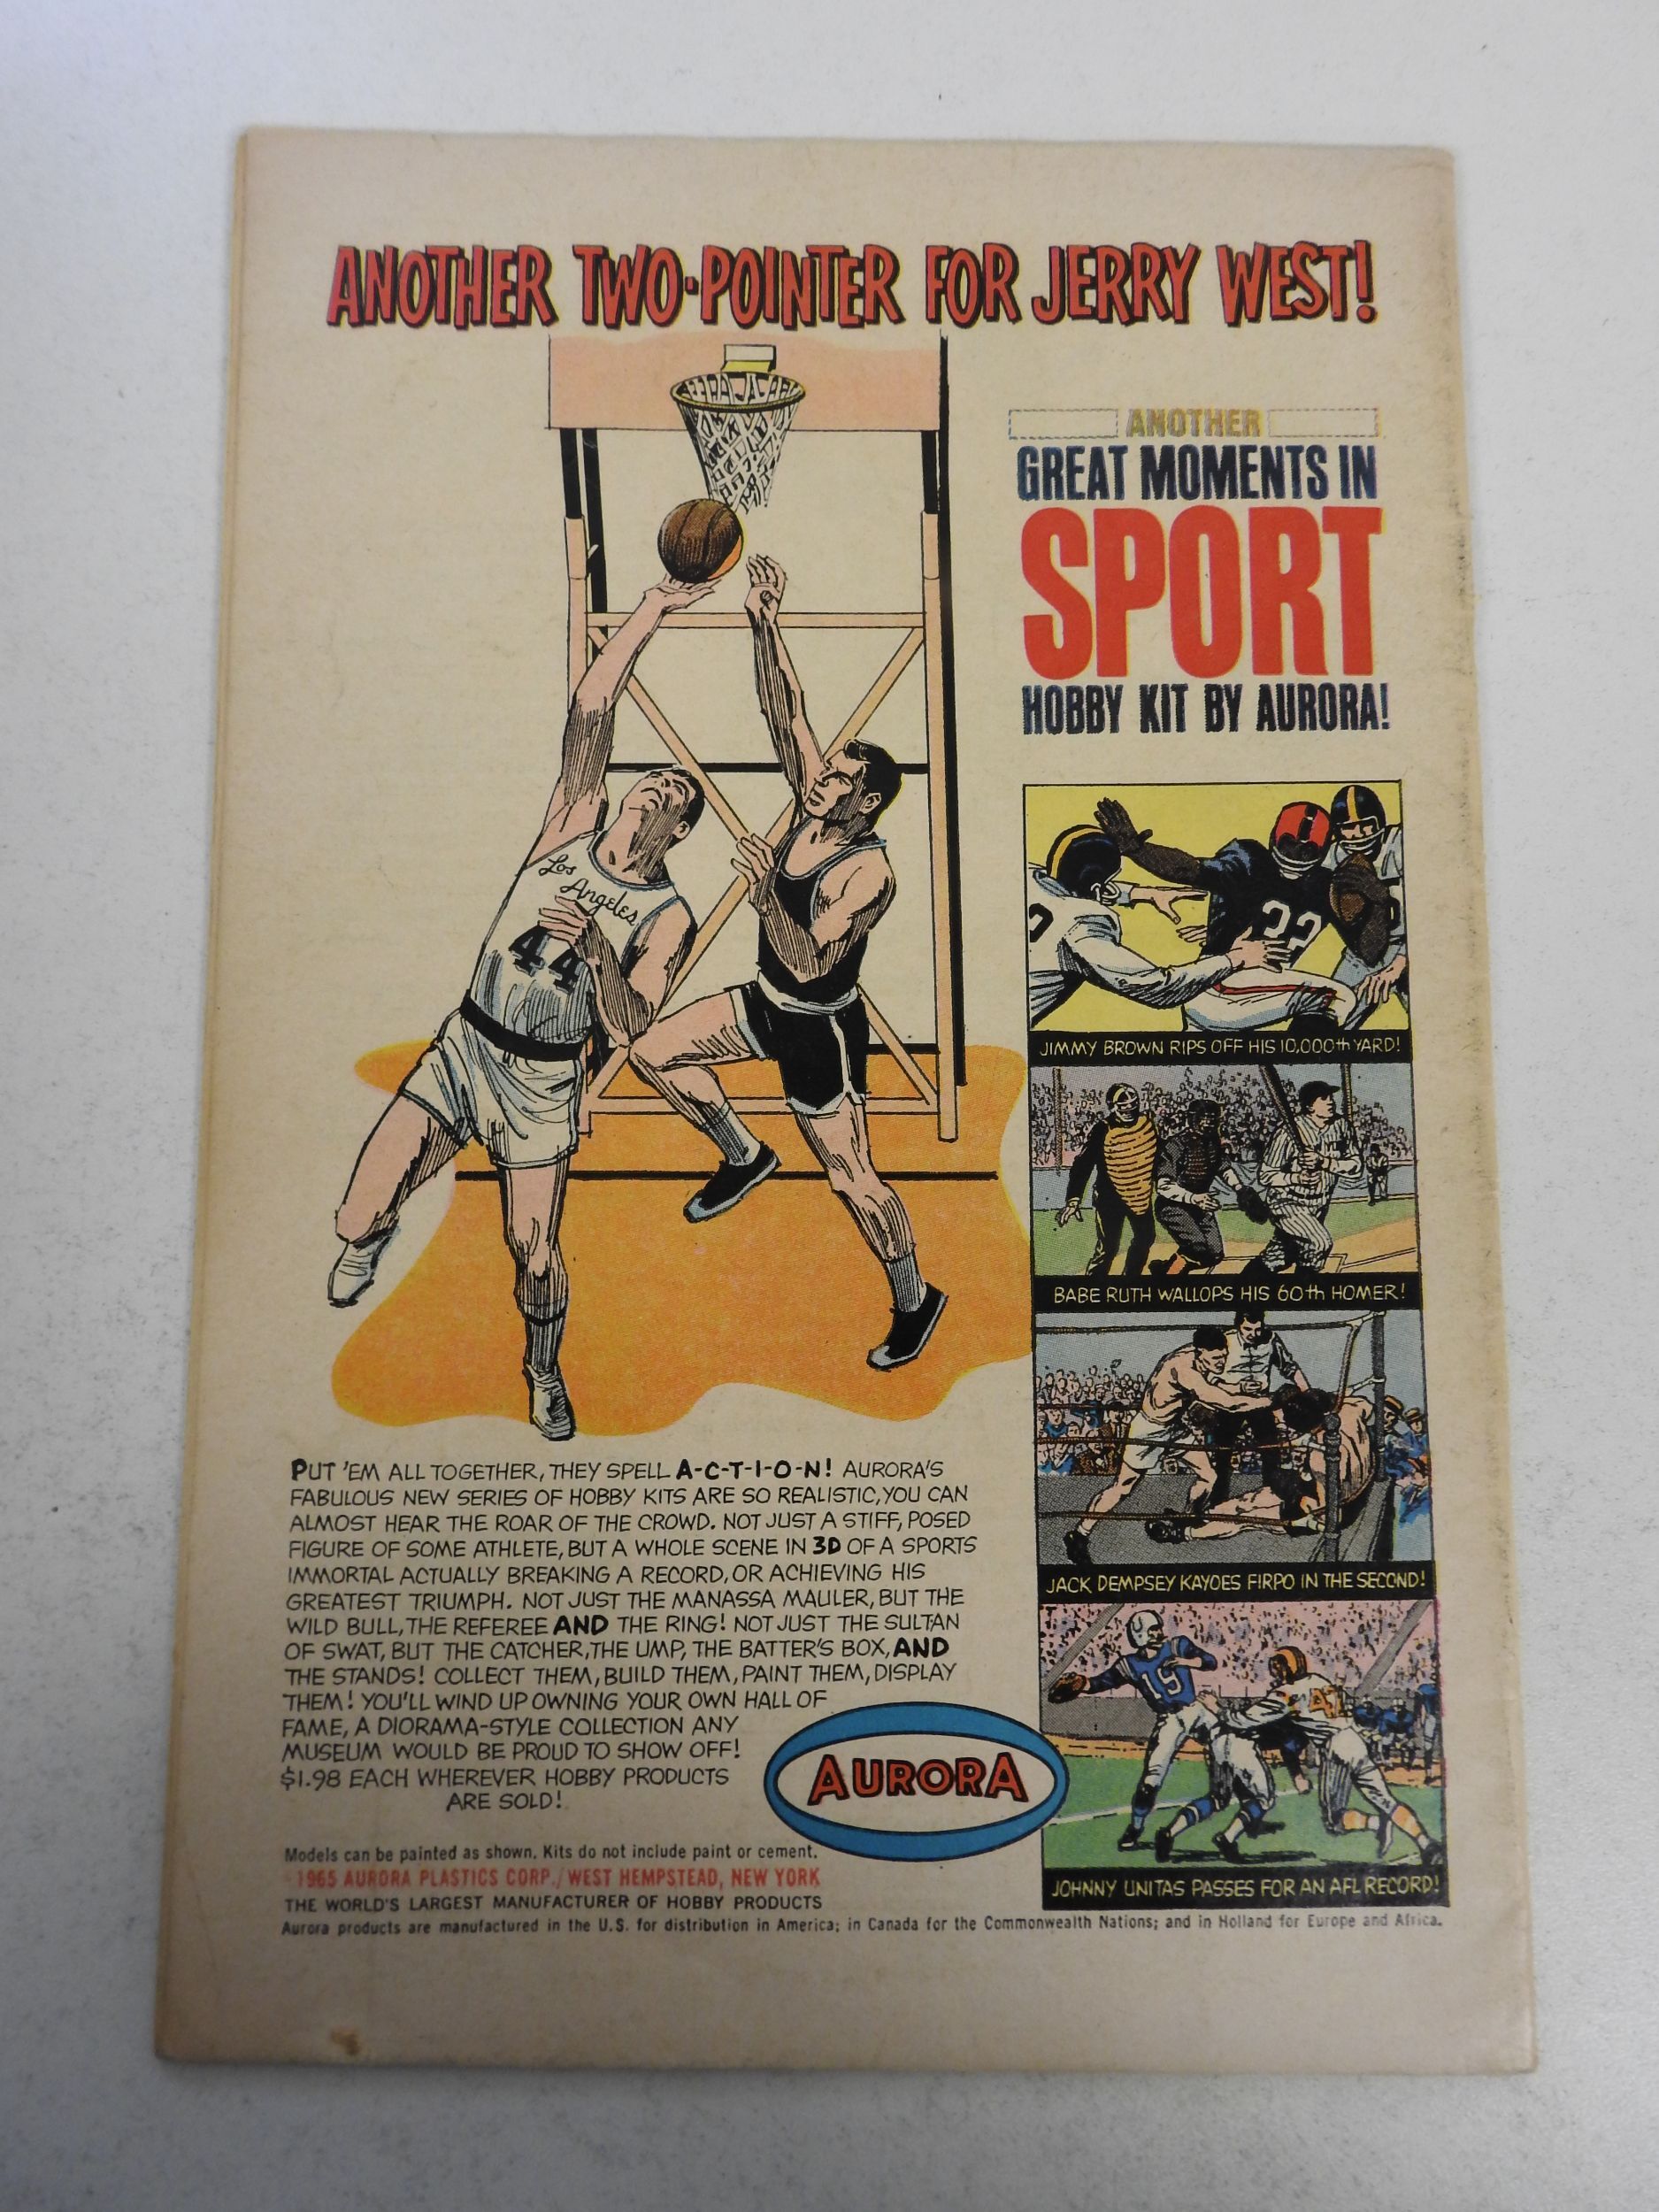 ANOTHER TWO-POINTER FOR JERRY WEST!
ANOTHER
GREAT MOMENTS IN
SPORT
HOBBY KIT BY AURORA!
Los
Angeles
44
32
JIMMY BROWN RIPS OFF HIS 10,000th YARD!
BABE RUTH WALLOPS HIS 60th HOMER!
JACK DEMPSEY KAYOES FIRPO IN THE SECOND!
19
47
JOHNNY UNITAS PASSES FOR AN AFL RECORD!
PUT 'EM ALL TOGETHER, THEY SPELL A-C-T-I-O-N! AURORA'S
FABULOUS NEW SERIES OF HOBBY KITS ARE SO REALISTIC, YOU CAN
ALMOST HEAR THE ROAR OF THE CROWD. NOT JUST A STIFF, POSED
FIGURE OF SOME ATHLETE, BUT A WHOLE SCENE IN 3D OF A SPORTS
IMMORTAL ACTUALLY BREAKING A RECORD, OR ACHIEVING HIS
GREATEST TRIUMPH. NOT JUST THE MANASSA MAULER, BUT THE
WILD BULL, THE REFEREE AND THE RING! NOT JUST THE SULTAN
OF SWAT, BUT THE CATCHER, THE UMP, THE BATTER'S BOX, AND
THE STANDS! COLLECT THEM, BUILD THEM, PAINT THEM, DISPLAY
THEM! YOU'LL WIND UP OWNING YOUR OWN HALL OF
FAME, A DIORAMA-STYLE COLLECTION ANY
MUSEUM WOULD BE PROUD TO SHOW OFF!
$1.98 EACH WHEREVER HOBBY PRODUCTS
ARE SOLD!
AURORA
Models can be painted as shown. Kits do not include paint or cement.
1965 AURORA PLASTICS CORP./WEST HEMPSTEAD, NEW YORK
THE WORLD'S LARGEST MANUFACTURER OF HOBBY PRODUCTS
Aurora products are manufactured in the U.S. for distribution in America; in Canada for the Commonwealth Nations; and in Holland for Europe and Africa.